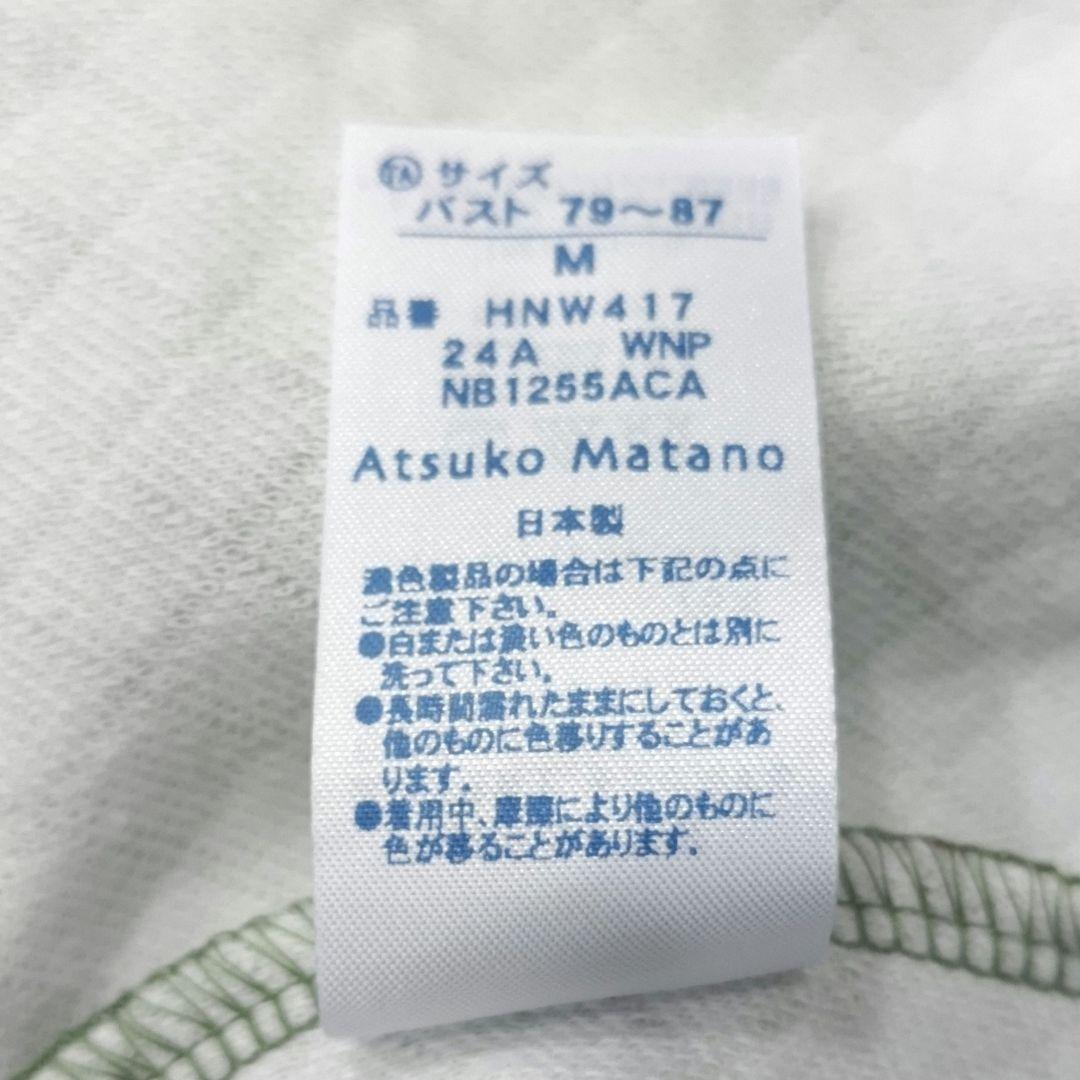 サイズ
バスト 79~87
M
品番 HNW417
24A WNP
NB1255ACA
Atsuko Matano
日本製
濃色製品の場合は下記の点に
ご注意下さい。
●白または濃い色のものとは別に
洗って下さい。
●長時間濡れたままにしておくと、
他のものに色移りすることがあ
ります。
●着用中、摩擦により他のものに
色が移ることがあります。